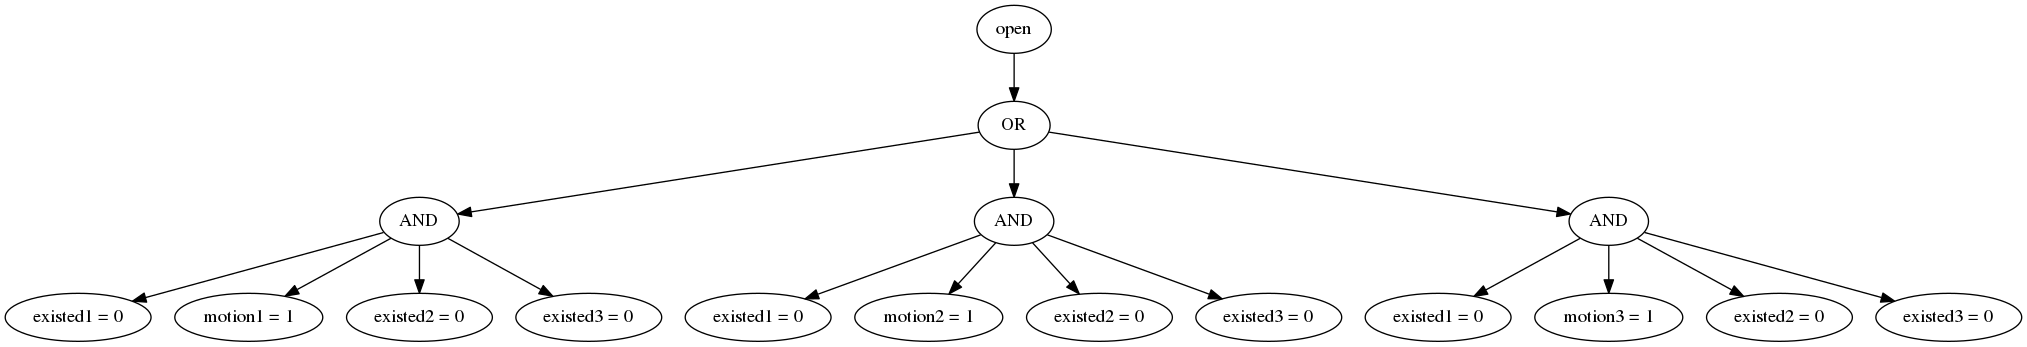 open
OR
AND
AND
AND
existed1 = 0
motion1 = 1
existed2 = 0
existed3 = 0
existed1 = 0
motion2 = 1
existed2 = 0
existed3 = 0
existed1 = 0
motion3 = 1
existed2 = 0
existed3 = 0